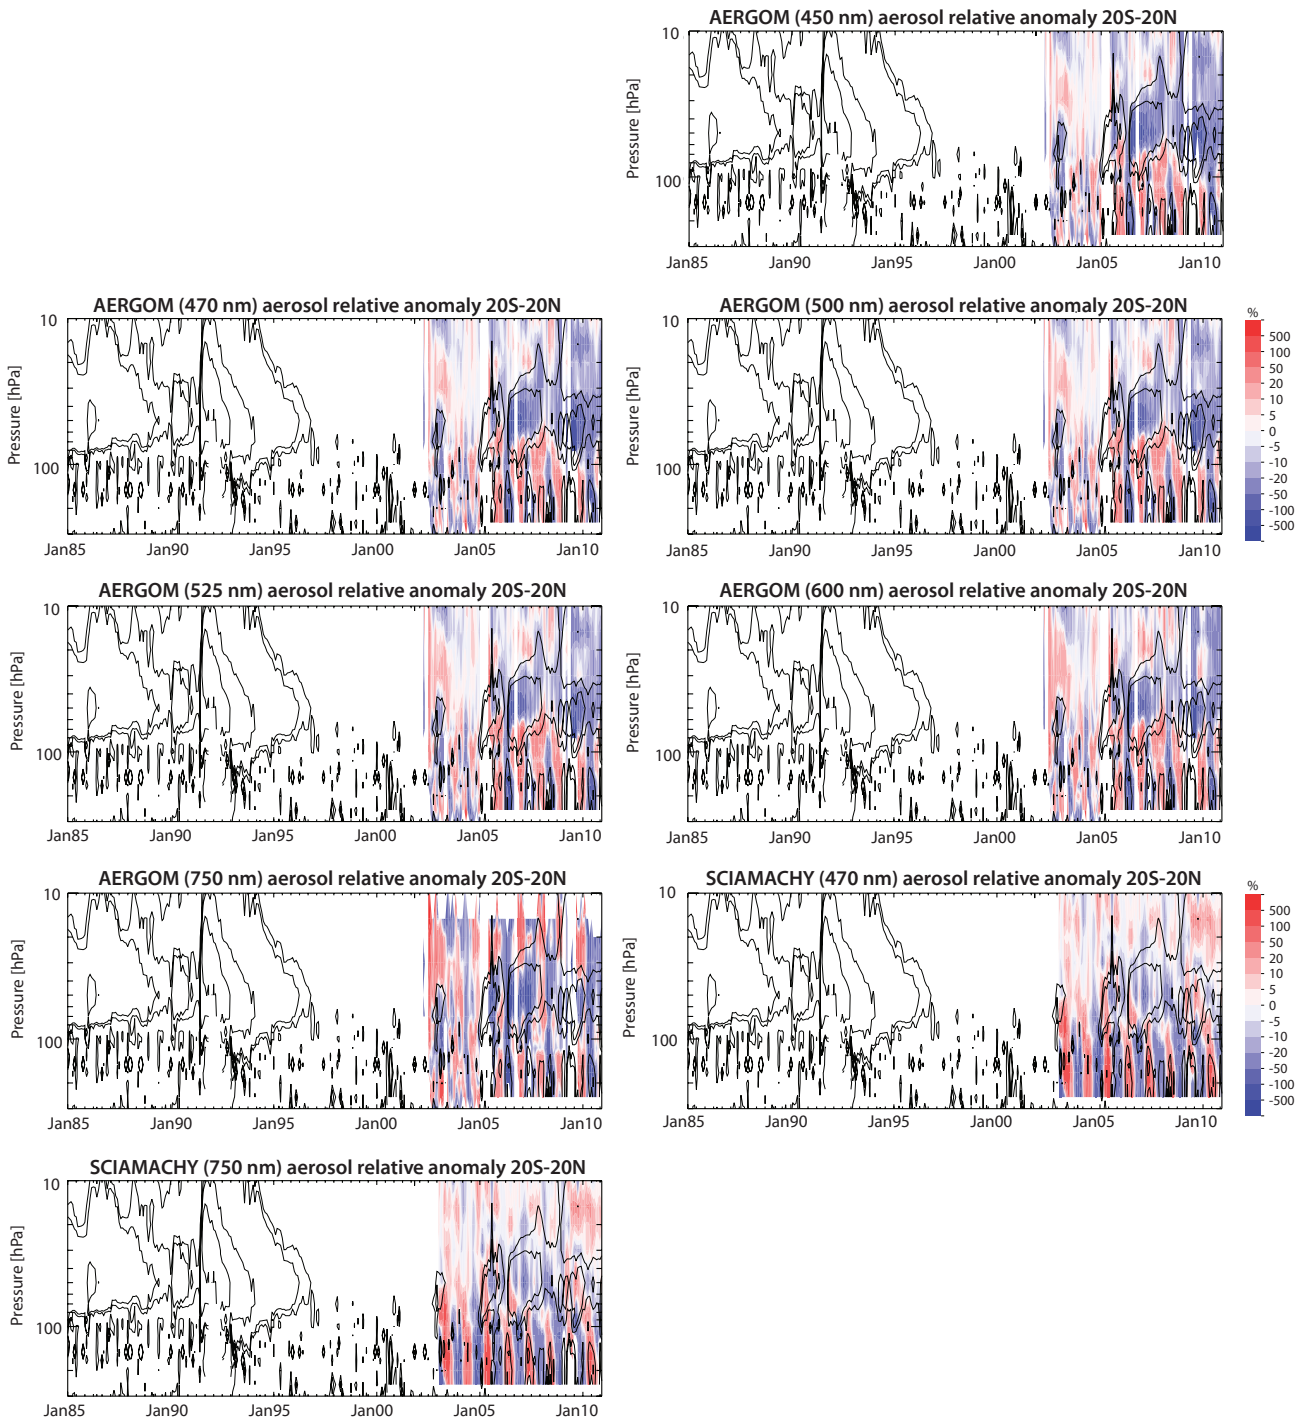 AERGOM (450 nm) aerosol relative anomaly 20S-20N
10
Pressure [hPa]
100
Jan85 Jan90 Jan95 Jan00 Jan05 Jan10
AERGOM (470 nm) aerosol relative anomaly 20S-20N
10
Pressure [hPa]
100
Jan85 Jan90 Jan95 Jan00 Jan05 Jan10
AERGOM (500 nm) aerosol relative anomaly 20S-20N
10
Pressure [hPa]
100
Jan85 Jan90 Jan95 Jan00 Jan05 Jan10
%
500
100
50
20
10
5
0
-5
-10
-20
-50
-100
-500
AERGOM (525 nm) aerosol relative anomaly 20S-20N
10
Pressure [hPa]
100
Jan85 Jan90 Jan95 Jan00 Jan05 Jan10
AERGOM (600 nm) aerosol relative anomaly 20S-20N
10
Pressure [hPa]
100
Jan85 Jan90 Jan95 Jan00 Jan05 Jan10
AERGOM (750 nm) aerosol relative anomaly 20S-20N
10
Pressure [hPa]
100
Jan85 Jan90 Jan95 Jan00 Jan05 Jan10
SCIAMACHY (470 nm) aerosol relative anomaly 20S-20N
10
Pressure [hPa]
100
Jan85 Jan90 Jan95 Jan00 Jan05 Jan10
%
500
100
50
20
10
5
0
-5
-10
-20
-50
-100
-500
SCIAMACHY (750 nm) aerosol relative anomaly 20S-20N
10
Pressure [hPa]
100
Jan85 Jan90 Jan95 Jan00 Jan05 Jan10